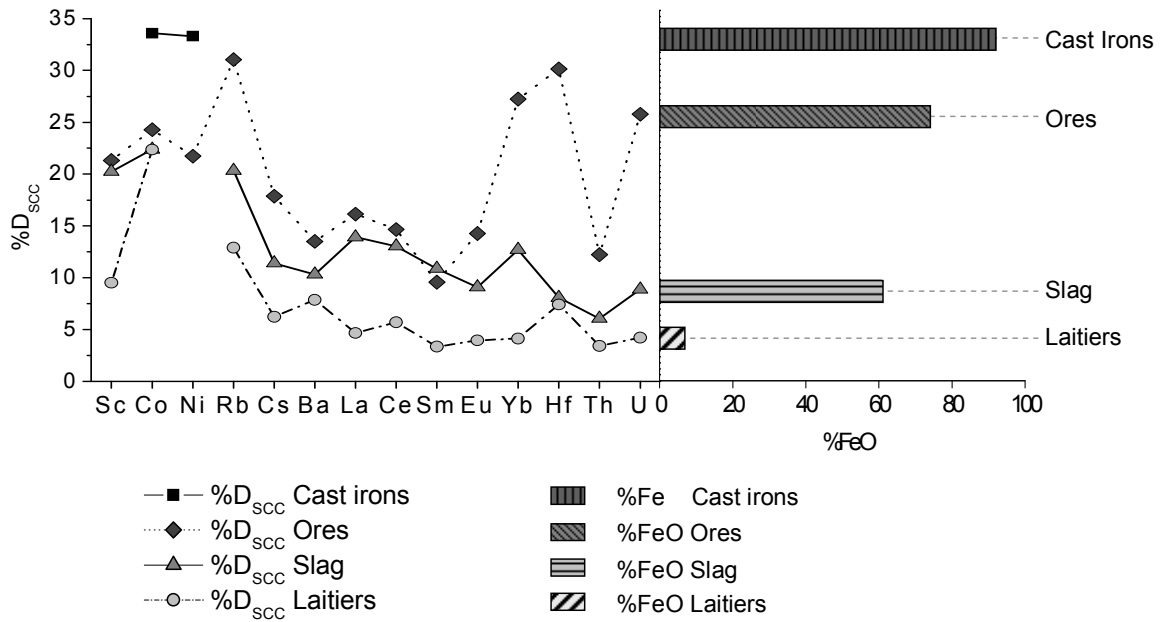 35
30
25
20
15
10
5
0
%D_SCC
Sc Co Ni Rb Cs Ba La Ce Sm Eu Yb Hf Th U
Cast Irons
Ores
Slag
Laitiers
0 20 40 60 80 100
%FeO
%D_SCC Cast irons
%D_SCC Ores
%D_SCC Slag
%D_SCC Laitiers
%Fe Cast irons
%FeO Ores
%FeO Slag
%FeO Laitiers